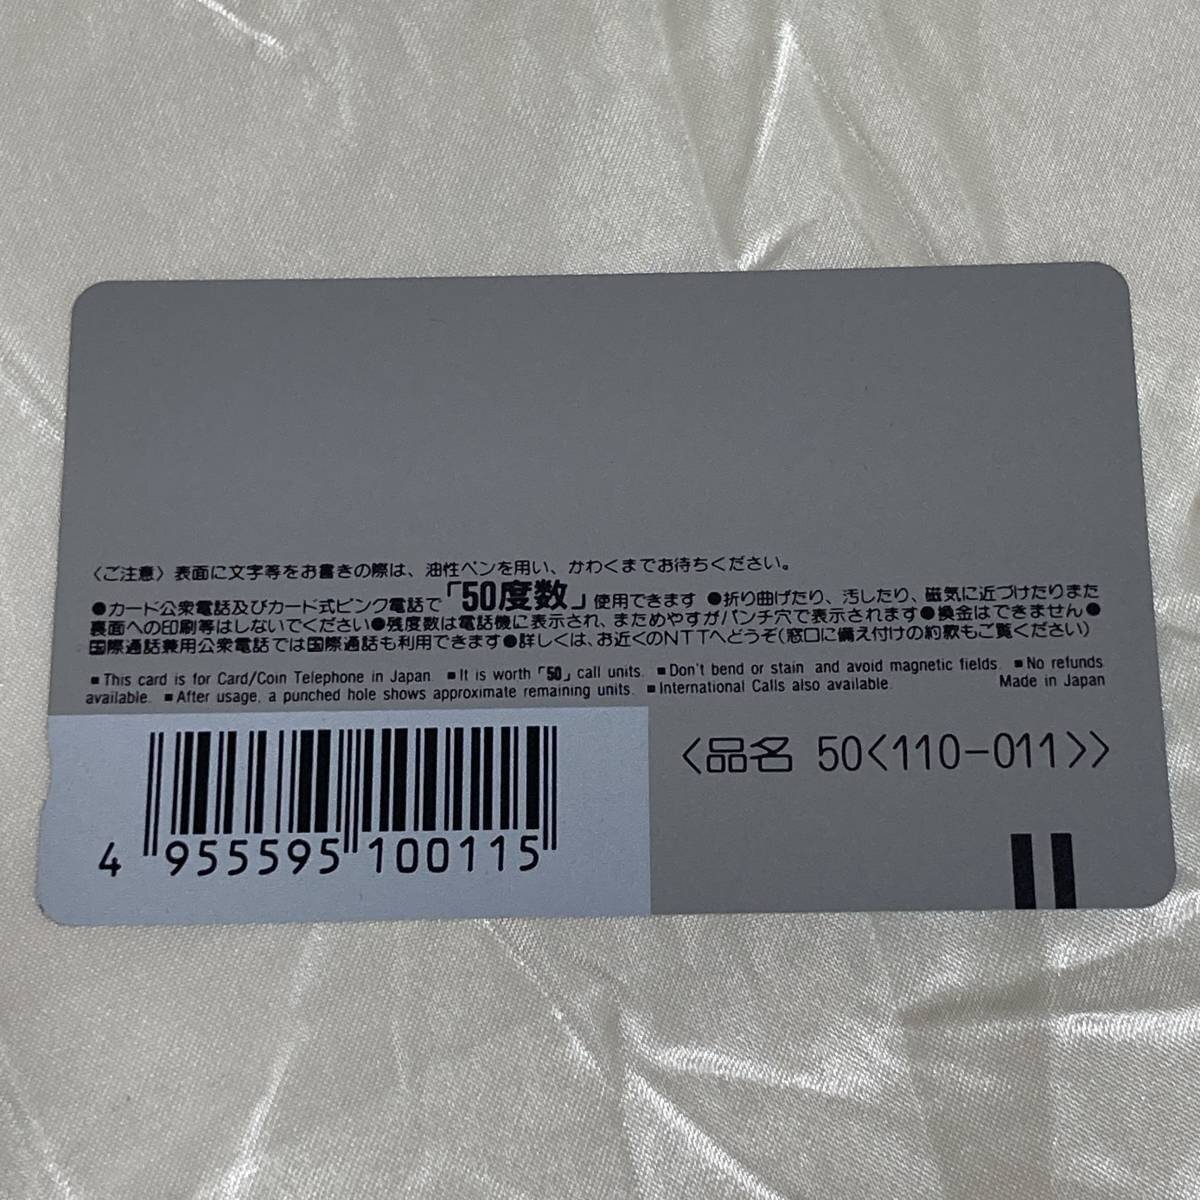 〈ご注意〉表面に文字等をお書きの際は、油性ペンを用い、かわくまでお待ちください。
●カード公衆電話及びカード式ピンク電話で「50度数」使用できます ●折り曲げたり、汚したり、磁気に近づけたりまた
裏面への印刷等はしないでください●残度数は電話機に表示され、まためやすがパンチ穴で表示されます●換金はできません●
国際通話兼用公衆電話では国際通話も利用できます●詳しくは、お近くのNTTへどうぞ(窓口に備え付けの約款もご覧ください)
■This card is for Card/Coin Telephone in Japan. ■It is worth「50」call units. ■Don't bend or stain and avoid magnetic fields. ■No refunds
available. ■After usage, a punched hole shows approximate remaining units. ■International Calls also available. Made in Japan
〈品名 50〈110-011〉〉
4 955595 100115